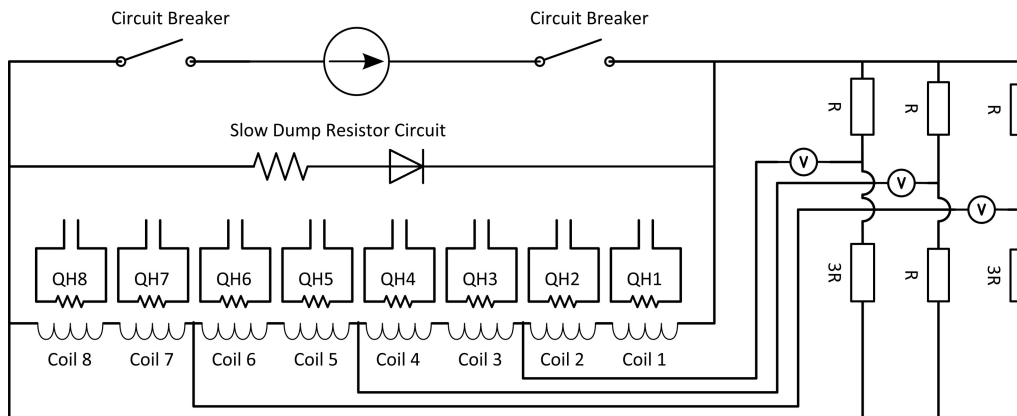 Circuit Breaker
Circuit Breaker
Slow Dump Resistor Circuit
R
R
R
V
V
V
QH8
QH7
QH6
QH5
QH4
QH3
QH2
QH1
3R
R
3R
Coil 8
Coil 7
Coil 6
Coil 5
Coil 4
Coil 3
Coil 2
Coil 1